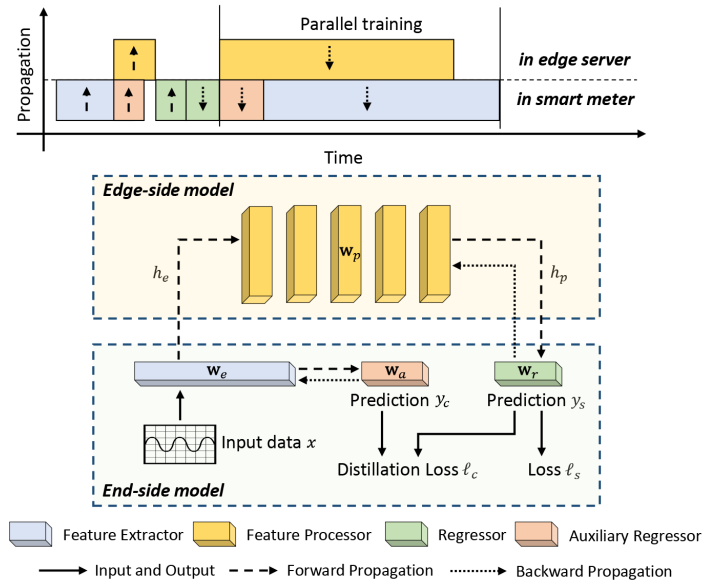 Parallel training
Propagation
in edge server
in smart meter
Time
Edge-side model
w_p
h_e
h_p
w_e
w_a
w_r
Prediction y_c
Prediction y_s
Input data x
Distillation Loss ℓ_c
Loss ℓ_s
End-side model
Feature Extractor
Feature Processor
Regressor
Auxiliary Regressor
Input and Output
Forward Propagation
Backward Propagation